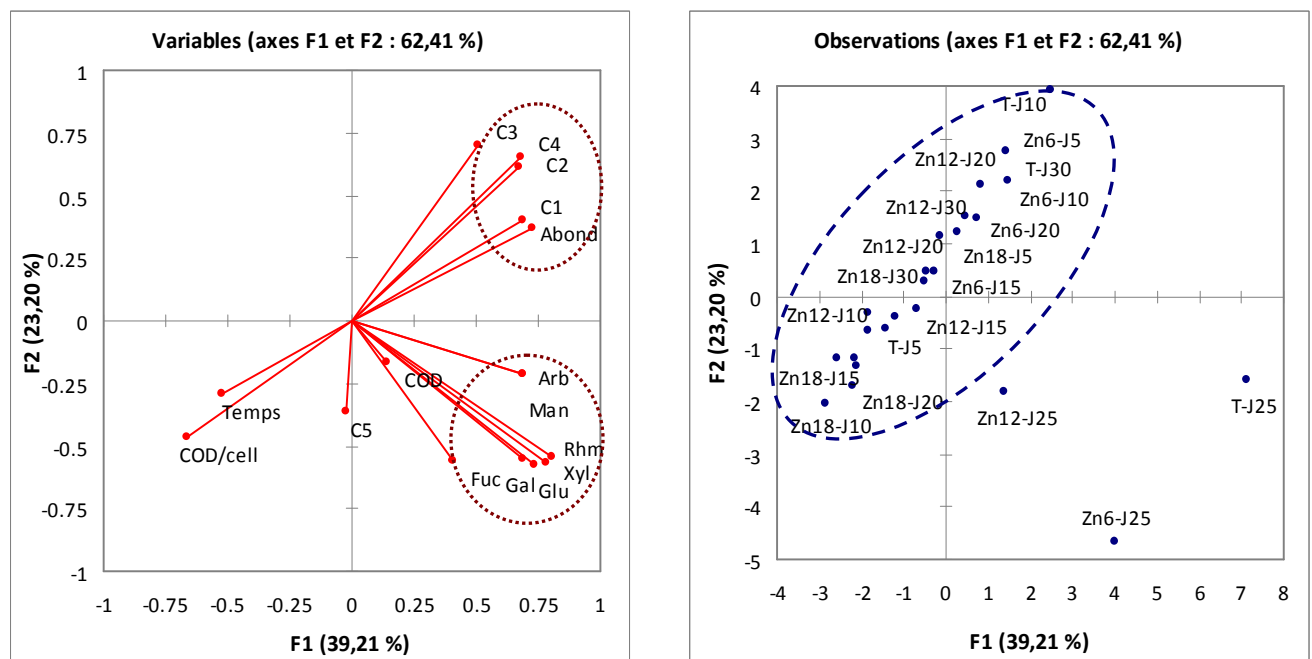 Variables (axes F1 et F2 : 62,41 %)
1
0.75
0.5
0.25
0
-0.25
-0.5
-0.75
-1
F2 (23,20 %)
C3
C4
C2
C1
Abond
COD
Arb
Man
Temps
C5
COD/cell
Rhm
Xyl
Fuc
Gal
Glu
-1 -0.75 -0.5 -0.25 0 0.25 0.5 0.75 1
F1 (39,21 %)
Observations (axes F1 et F2 : 62,41 %)
4
3
2
1
0
-1
-2
-3
-4
-5
F2 (23,20 %)
T-J10
Zn6-J5
Zn12-J20
T-J30
Zn6-J10
Zn12-J30
Zn6-J20
Zn12-J20
Zn18-J5
Zn18-J30
Zn6-J15
Zn12-J10
Zn12-J15
T-J5
Zn18-J15
Zn18-J20
Zn12-J25
T-J25
Zn18-J10
Zn6-J25
-4 -3 -2 -1 0 1 2 3 4 5 6 7 8
F1 (39,21 %)